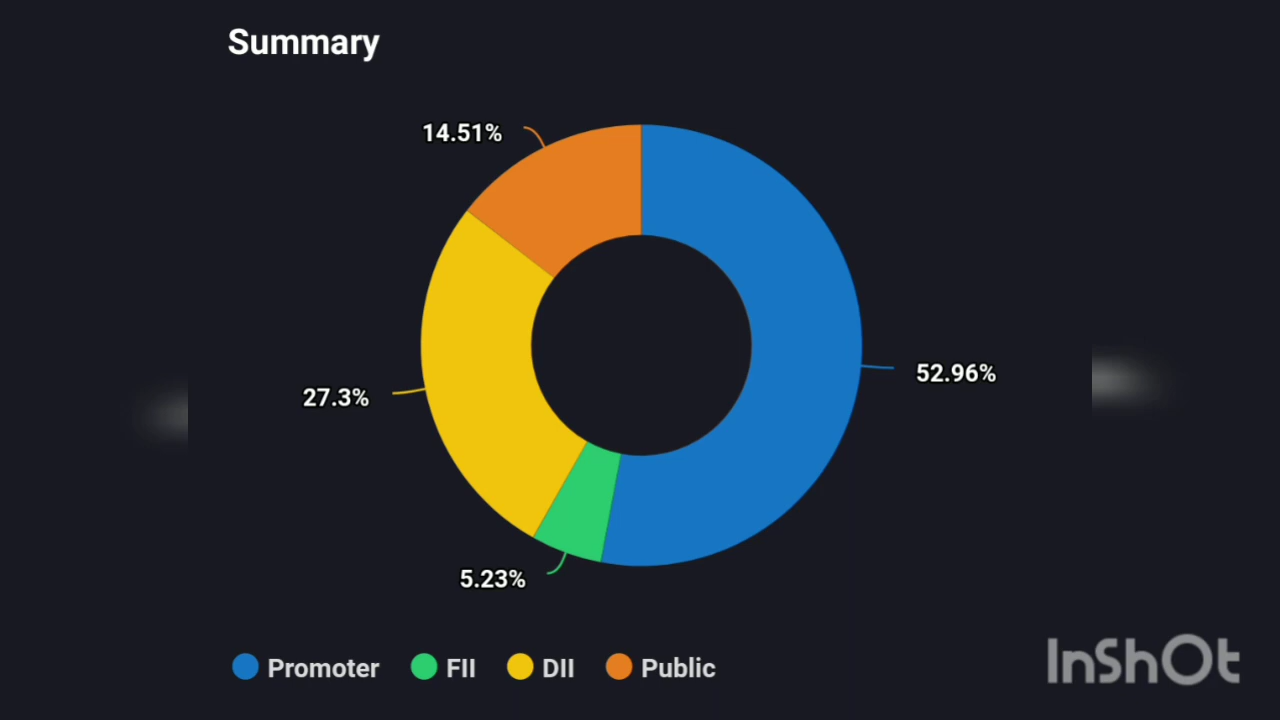 Summary
14.51%
52.96%
27.3%
5.23%
Promoter FII DII Public
InShOt